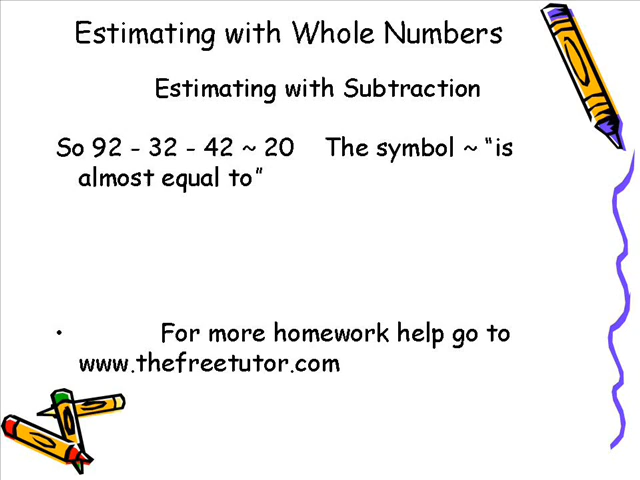 Estimating with Whole Numbers
Estimating with Subtraction
So 92 - 32 - 42 ~ 20 The symbol ~ “is
almost equal to”
• For more homework help go to
www.thefreetutor.com